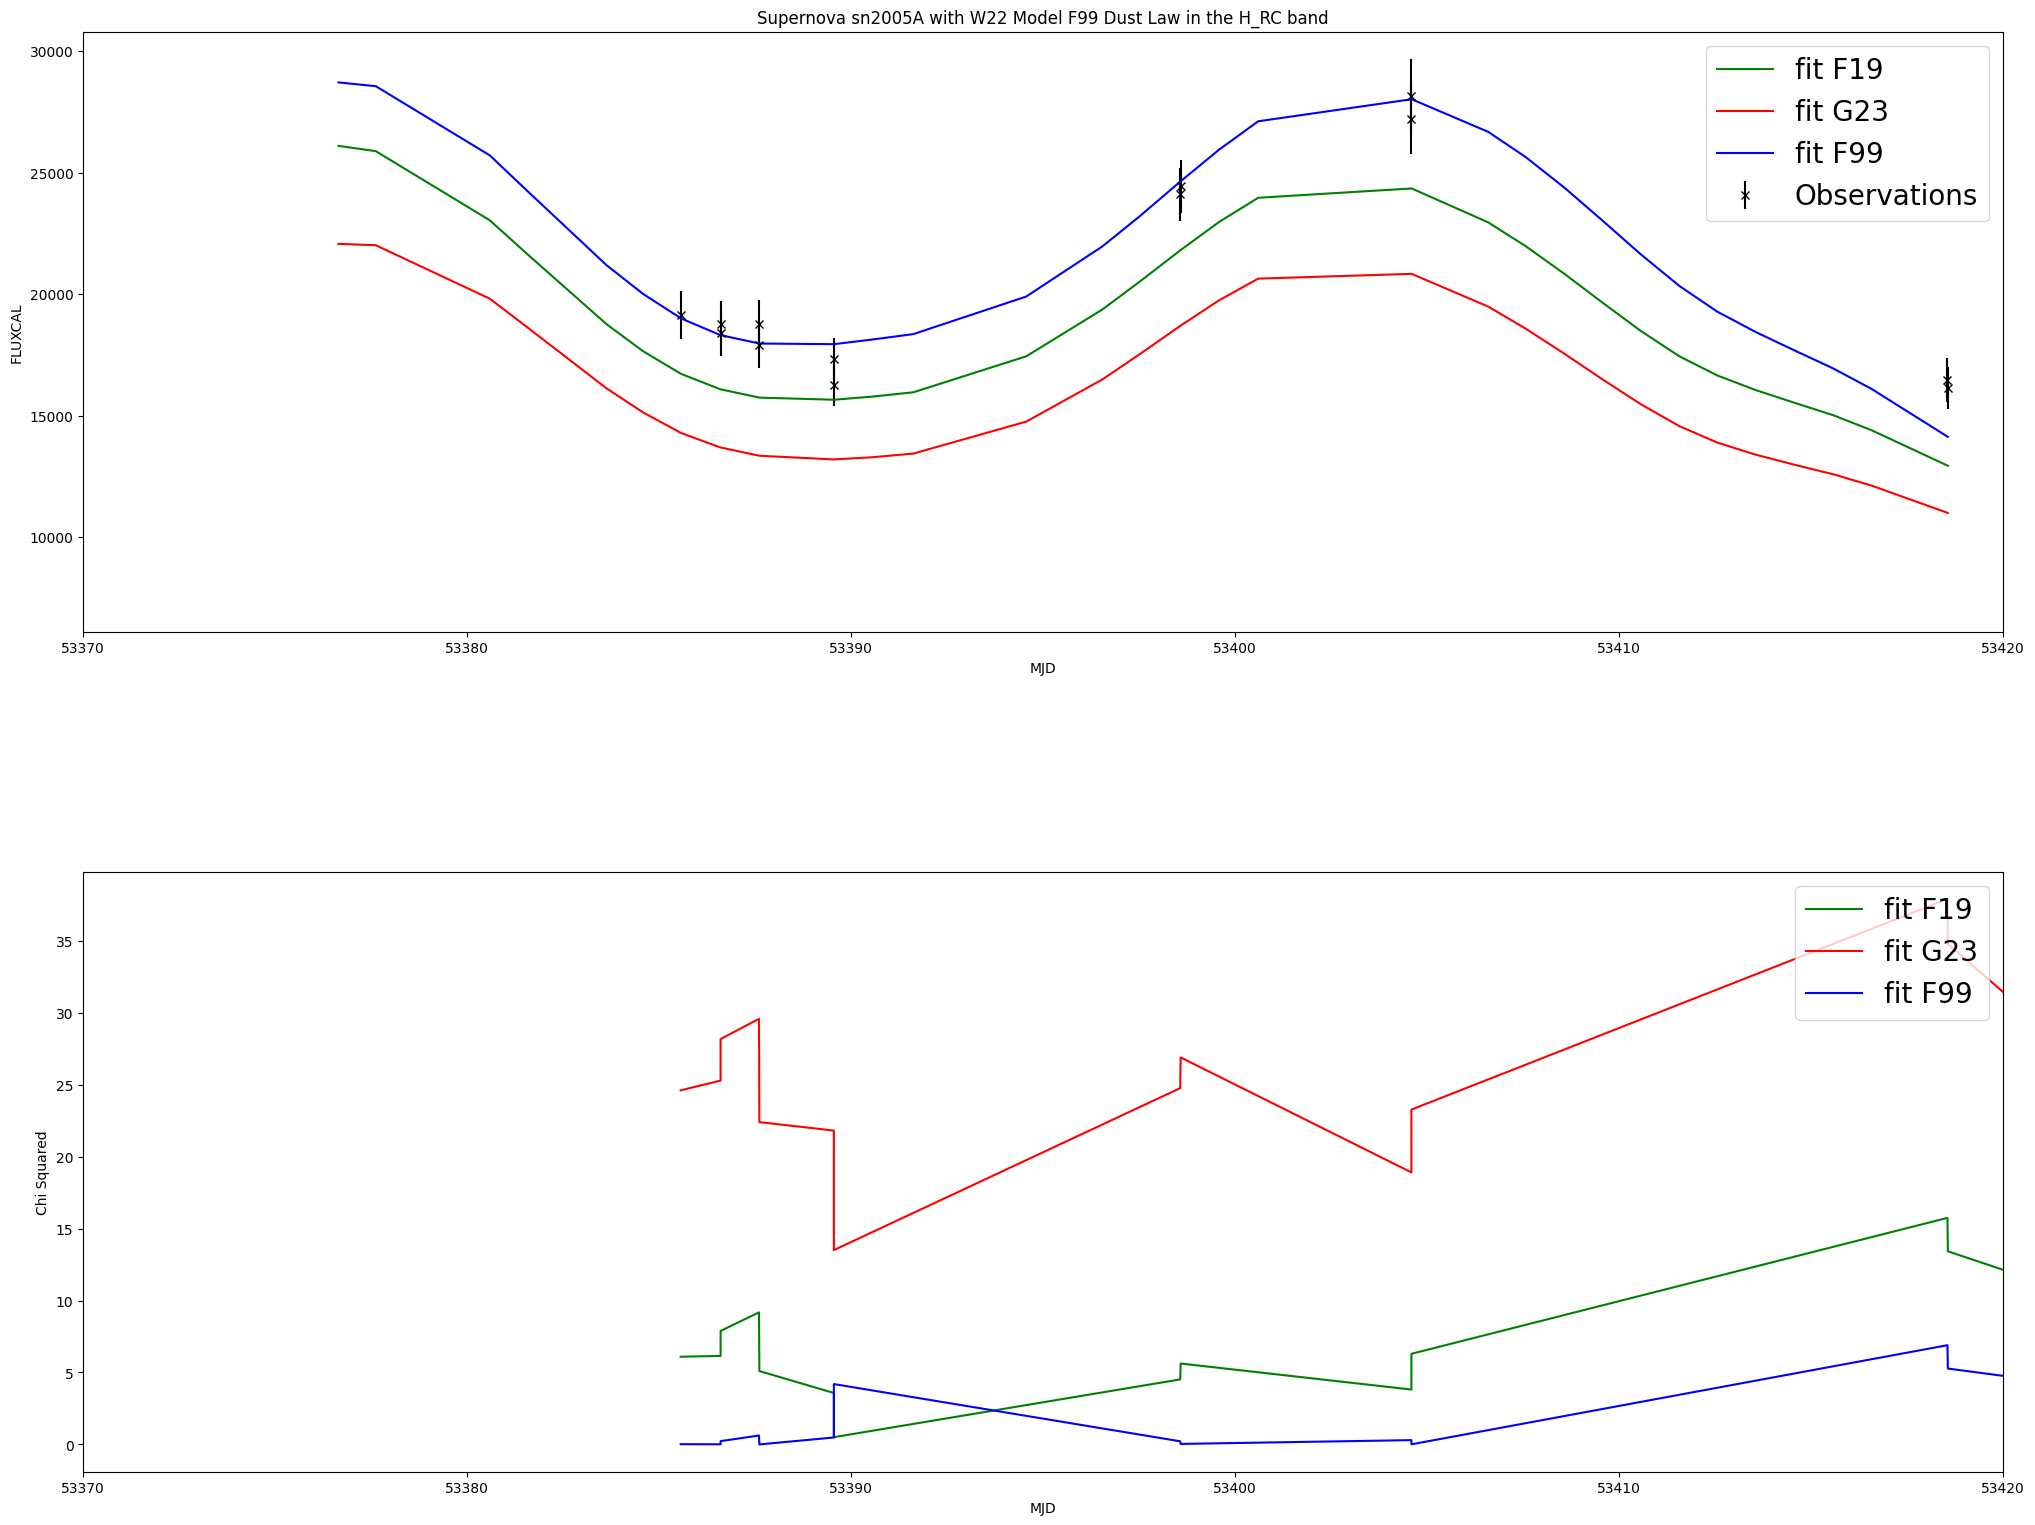 Supernova sn2005A with W22 Model F99 Dust Law in the H_RC band
30000
25000
20000
15000
10000
FLUXCAL
fit F19
fit G23
fit F99
Observations
53370 53380 53390 53400 53410 53420
MJD
35
30
25
20
15
10
5
0
Chi Squared
fit F19
fit G23
fit F99
53370 53380 53390 53400 53410 53420
MJD